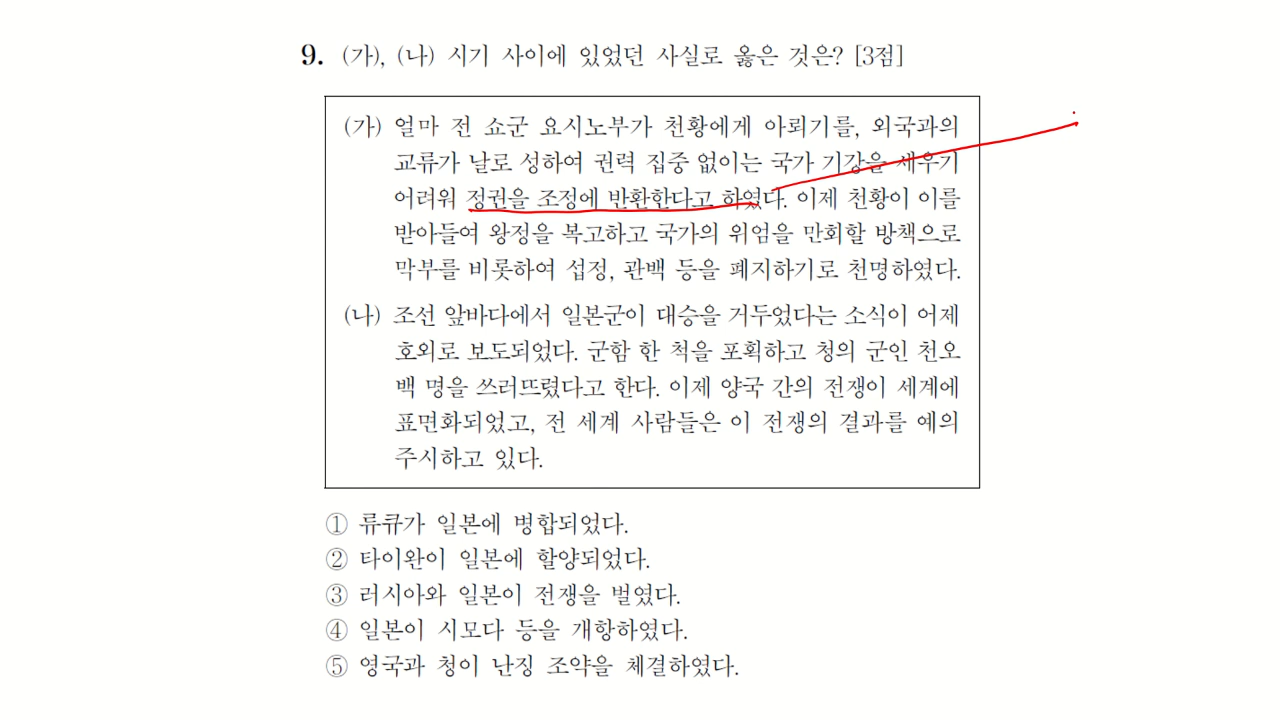 9. (가), (나) 시기 사이에 있었던 사실로 옳은 것은? [3점]
(가) 얼마 전 쇼군 요시노부가 천황에게 아뢰기를, 외국과의
교류가 날로 성하여 권력 집중 없이는 국가 기강을 세우기
어려워 정권을 조정에 반환한다고 하였다. 이제 천황이 이를
받아들여 왕정을 복고하고 국가의 위엄을 만회할 방책으로
막부를 비롯하여 섭정, 관백 등을 폐지하기로 천명하였다.
(나) 조선 앞바다에서 일본군이 대승을 거두었다는 소식이 어제
호외로 보도되었다. 군함 한 척을 포획하고 청의 군인 천오
백 명을 쓰러뜨렸다고 한다. 이제 양국 간의 전쟁이 세계에
표면화되었고, 전 세계 사람들은 이 전쟁의 결과를 예의
주시하고 있다.
① 류큐가 일본에 병합되었다.
② 타이완이 일본에 할양되었다.
③ 러시아와 일본이 전쟁을 벌였다.
④ 일본이 시모다 등을 개항하였다.
⑤ 영국과 청이 난징 조약을 체결하였다.